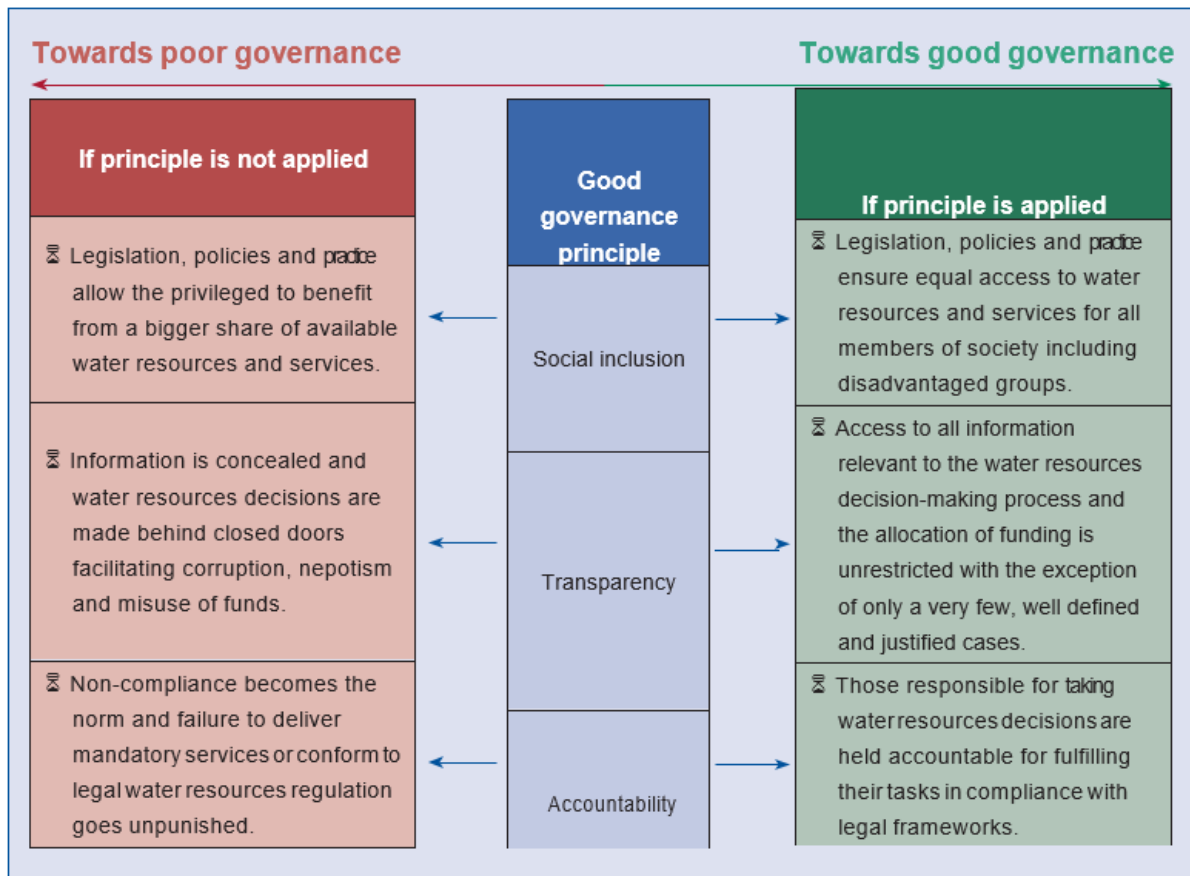 Towards poor governance
Towards good governance
If principle is not applied
Good
governance
principle
If principle is applied
Legislation, policies and practice
allow the privileged to benefit
from a bigger share of available
water resources and services.
Social inclusion
Legislation, policies and practice
ensure equal access to water
resources and services for all
members of society including
disadvantaged groups.
Information is concealed and
water resources decisions are
made behind closed doors
facilitating corruption, nepotism
and misuse of funds.
Transparency
Access to all information
relevant to the water resources
decision-making process and
the allocation of funding is
unrestricted with the exception
of only a very few, well defined
and justified cases.
Non-compliance becomes the
norm and failure to deliver
mandatory services or conform to
legal water resources regulation
goes unpunished.
Accountability
Those responsible for taking
water resources decisions are
held accountable for fulfilling
their tasks in compliance with
legal frameworks.